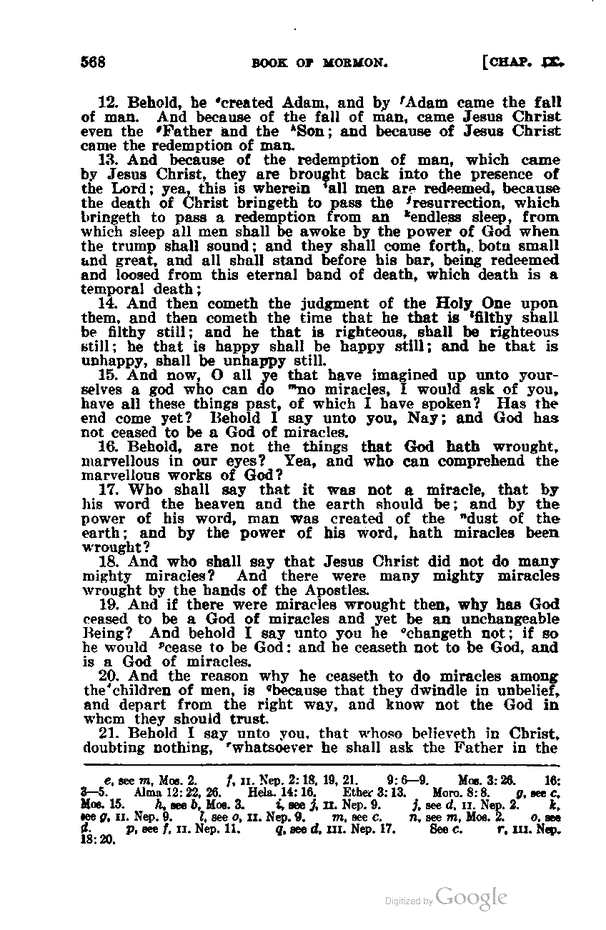 568 BOOK OF MORMON. [CHAP. IX.
12. Behold, he ᵉcreated Adam, and by ᶠAdam came the fall
of man. And because of the fall of man, came Jesus Christ
even the ᵍFather and the ʰSon; and because of Jesus Christ
came the redemption of man.
13. And because of the redemption of man, which came
by Jesus Christ, they are brought back into the presence of
the Lord; yea, this is wherein ⁱall men are redeemed, because
the death of Christ bringeth to pass the ʲresurrection, which
bringeth to pass a redemption from an ᵏendless sleep, from
which sleep all men shall be awoke by the power of God when
the trump shall sound; and they shall come forth, both small
and great, and all shall stand before his bar, being redeemed
and loosed from this eternal band of death, which death is a
temporal death;
14. And then cometh the judgment of the Holy One upon
them, and then cometh the time that he that is ˡfilthy shall
be filthy still; and he that is righteous, shall be righteous
still; he that is happy shall be happy still; and he that is
unhappy, shall be unhappy still.
15. And now, O all ye that have imagined up unto your-
selves a god who can do ᵐno miracles, I would ask of you,
have all these things past, of which I have spoken? Has the
end come yet? Behold I say unto you, Nay; and God has
not ceased to be a God of miracles.
16. Behold, are not the things that God hath wrought,
marvellous in our eyes? Yea, and who can comprehend the
marvellous works of God?
17. Who shall say that it was not a miracle, that by
his word the heaven and the earth should be; and by the
power of his word, man was created of the ⁿdust of the
earth; and by the power of his word, hath miracles been
wrought?
18. And who shall say that Jesus Christ did not do many
mighty miracles? And there were many mighty miracles
wrought by the hands of the Apostles.
19. And if there were miracles wrought then, why has God
ceased to be a God of miracles and yet be an unchangeable
Being? And behold I say unto you he ᵒchangeth not; if so
he would ᵖcease to be God; and he ceaseth not to be God, and
is a God of miracles.
20. And the reason why he ceaseth to do miracles among
the children of men, is qbecause that they dwindle in unbelief,
and depart from the right way, and know not the God in
whom they should trust.
21. Behold I say unto you, that whoso believeth in Christ,
doubting nothing, ʳwhatsoever he shall ask the Father in the
e, see m, Mos. 2. f, II. Nep. 2:18, 19, 21. 9:6—9. Mos. 3:26. 16:
3—5. Alma 12:22, 26. Hela. 14:16. Ether 3:13. Moro. 8:8. g, see c,
Mos. 15. h, see b, Mos. 3. i, see j, II. Nep. 9. j, see d, II. Nep. 2. k,
see g, II. Nep. 9. l, see o, II. Nep. 9. m, see c. n, see m, Mos. 2. o, see
d. p, see f, II. Nep. 11. q, see d, III. Nep. 17. See c. r, III. Nep.
18:20.
Digitized by Google